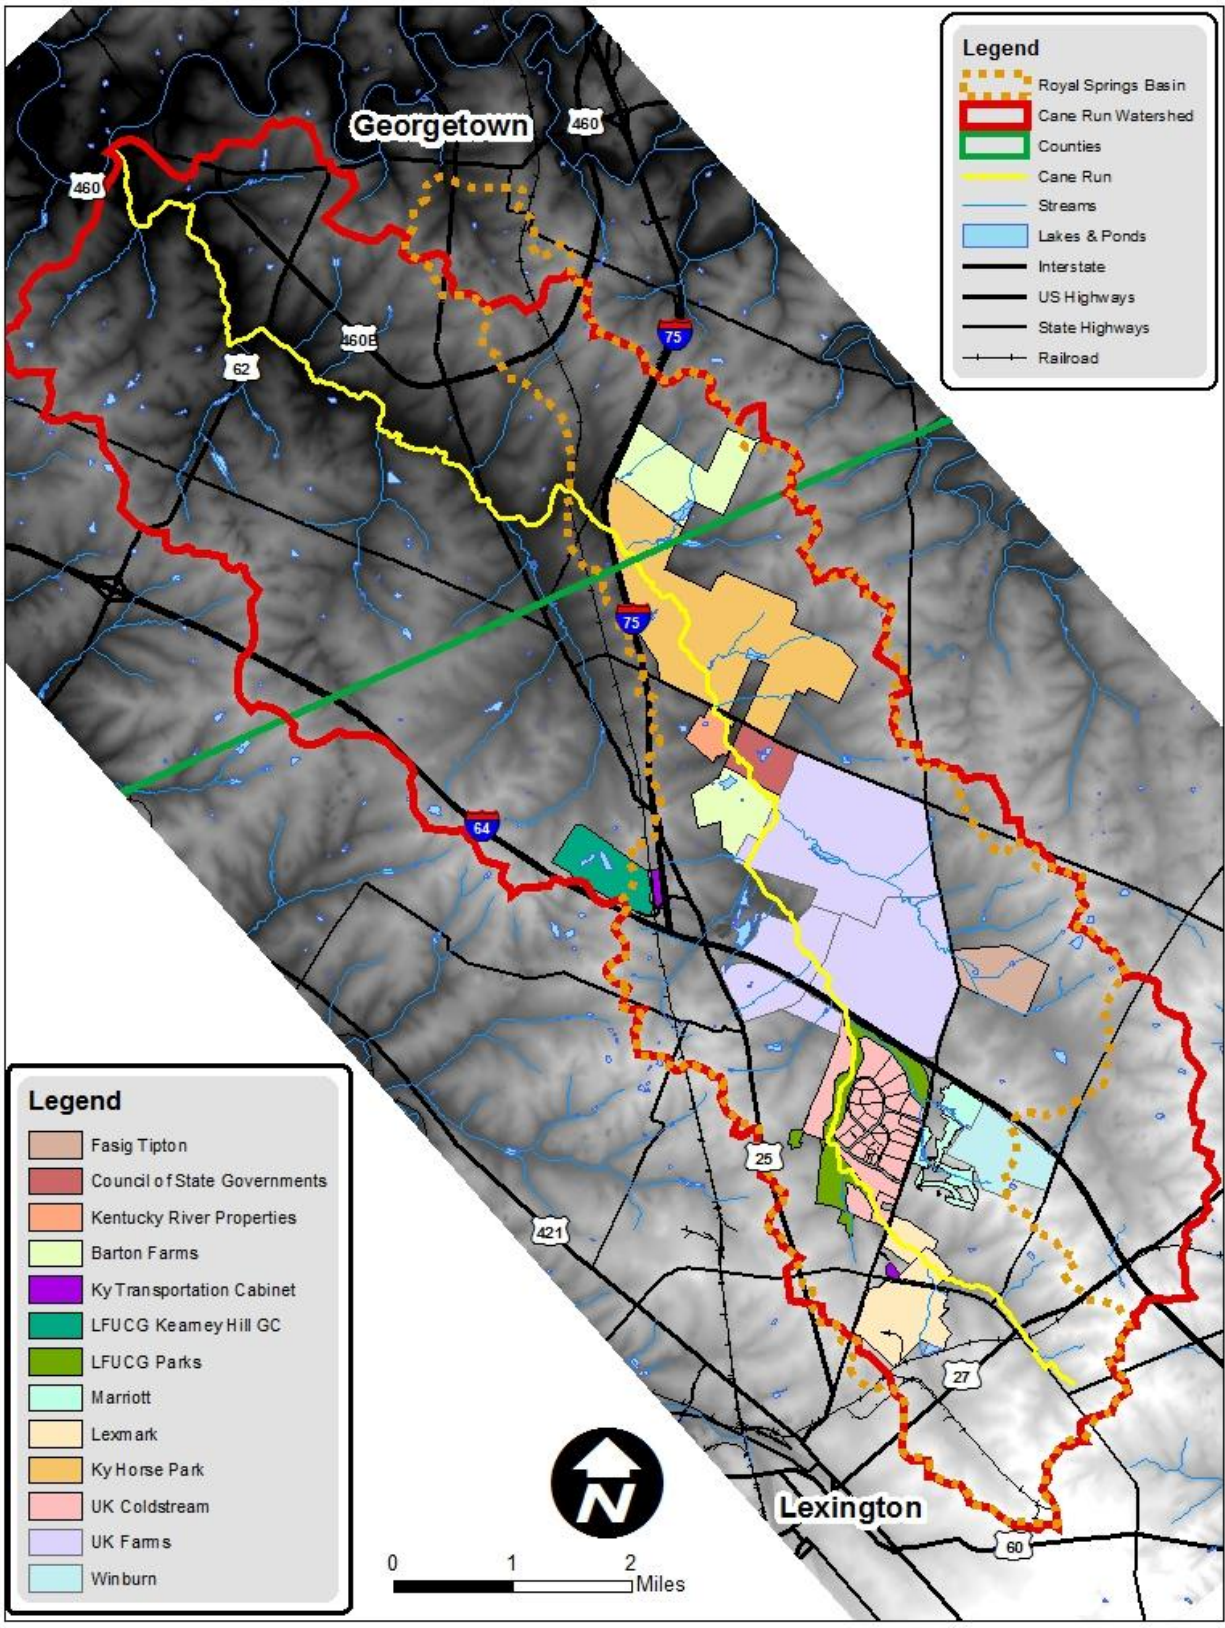 Legend
Royal Springs Basin
Cane Run Watershed
Counties
Cane Run
Streams
Lakes & Ponds
Interstate
US Highways
State Highways
Railroad
Georgetown
460
460
75
460B
62
75
64
25
421
27
Lexington
60
Legend
Fasig Tipton
Council of State Governments
Kentucky River Properties
Barton Farms
Ky Transportation Cabinet
LFUCG Kearney Hill GC
LFUCG Parks
Marriott
Lexmark
Ky Horse Park
UK Coldstream
UK Farms
Winburn
N
0 1 2
Miles